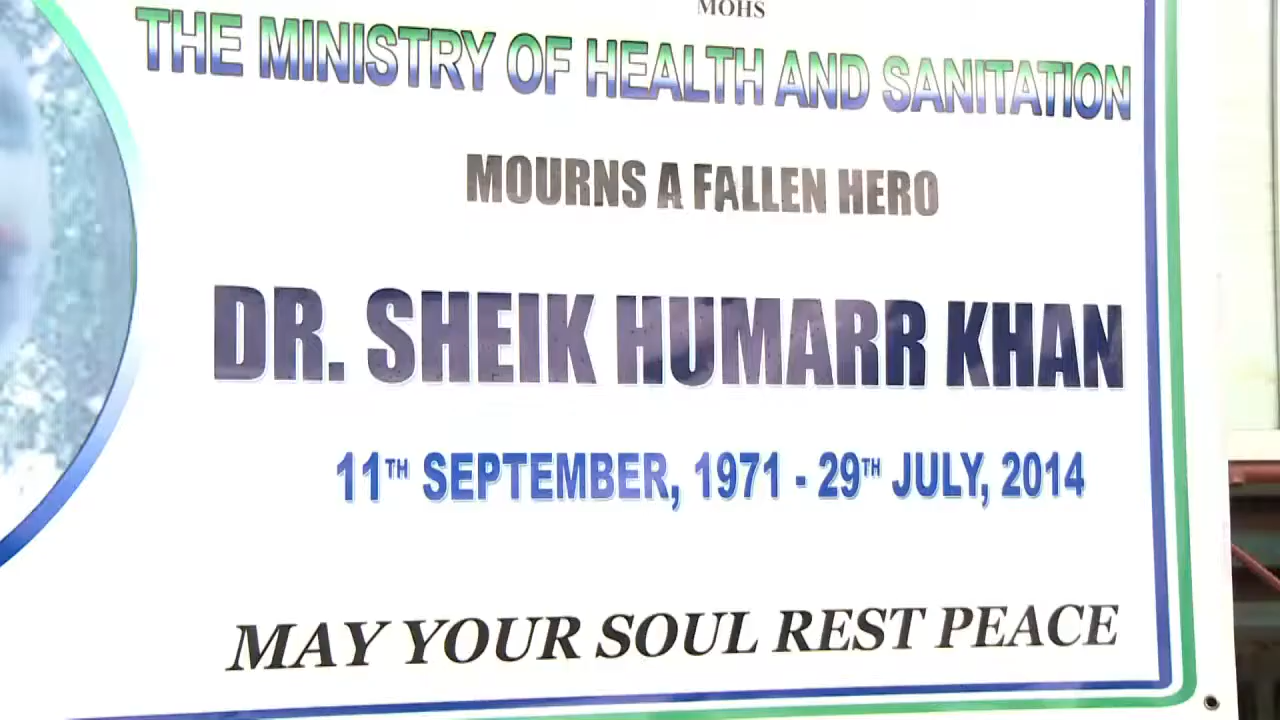 MOHS
THE MINISTRY OF HEALTH AND SANITATION
MOURNS A FALLEN HERO
DR. SHEIK HUMARR KHAN
11TH SEPTEMBER, 1971 - 29TH JULY, 2014
MAY YOUR SOUL REST PEACE